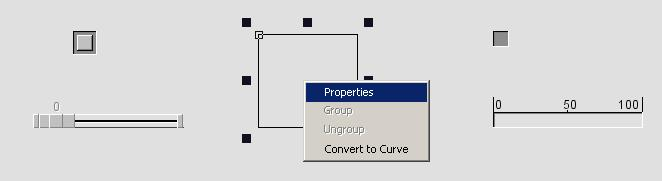 Properties
Group
Ungroup
Convert to Curve
0
0 50 100